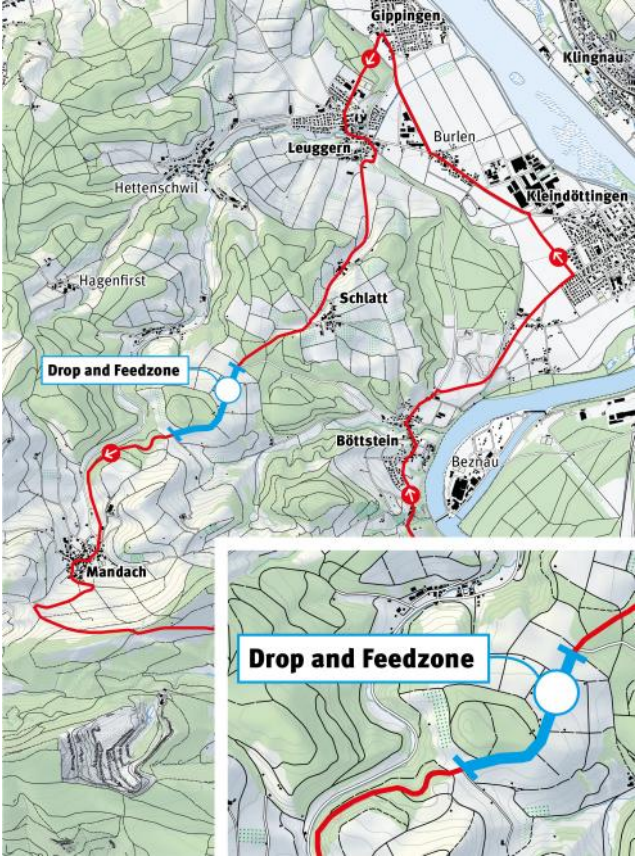 Gippingen
Klingnau
Burlen
Leuggern
Hettenschwil
Kleindöttingen
Hagenfirst
Schlatt
Drop and Feedzone
Böttstein
Beznau
Mandach
Drop and Feedzone